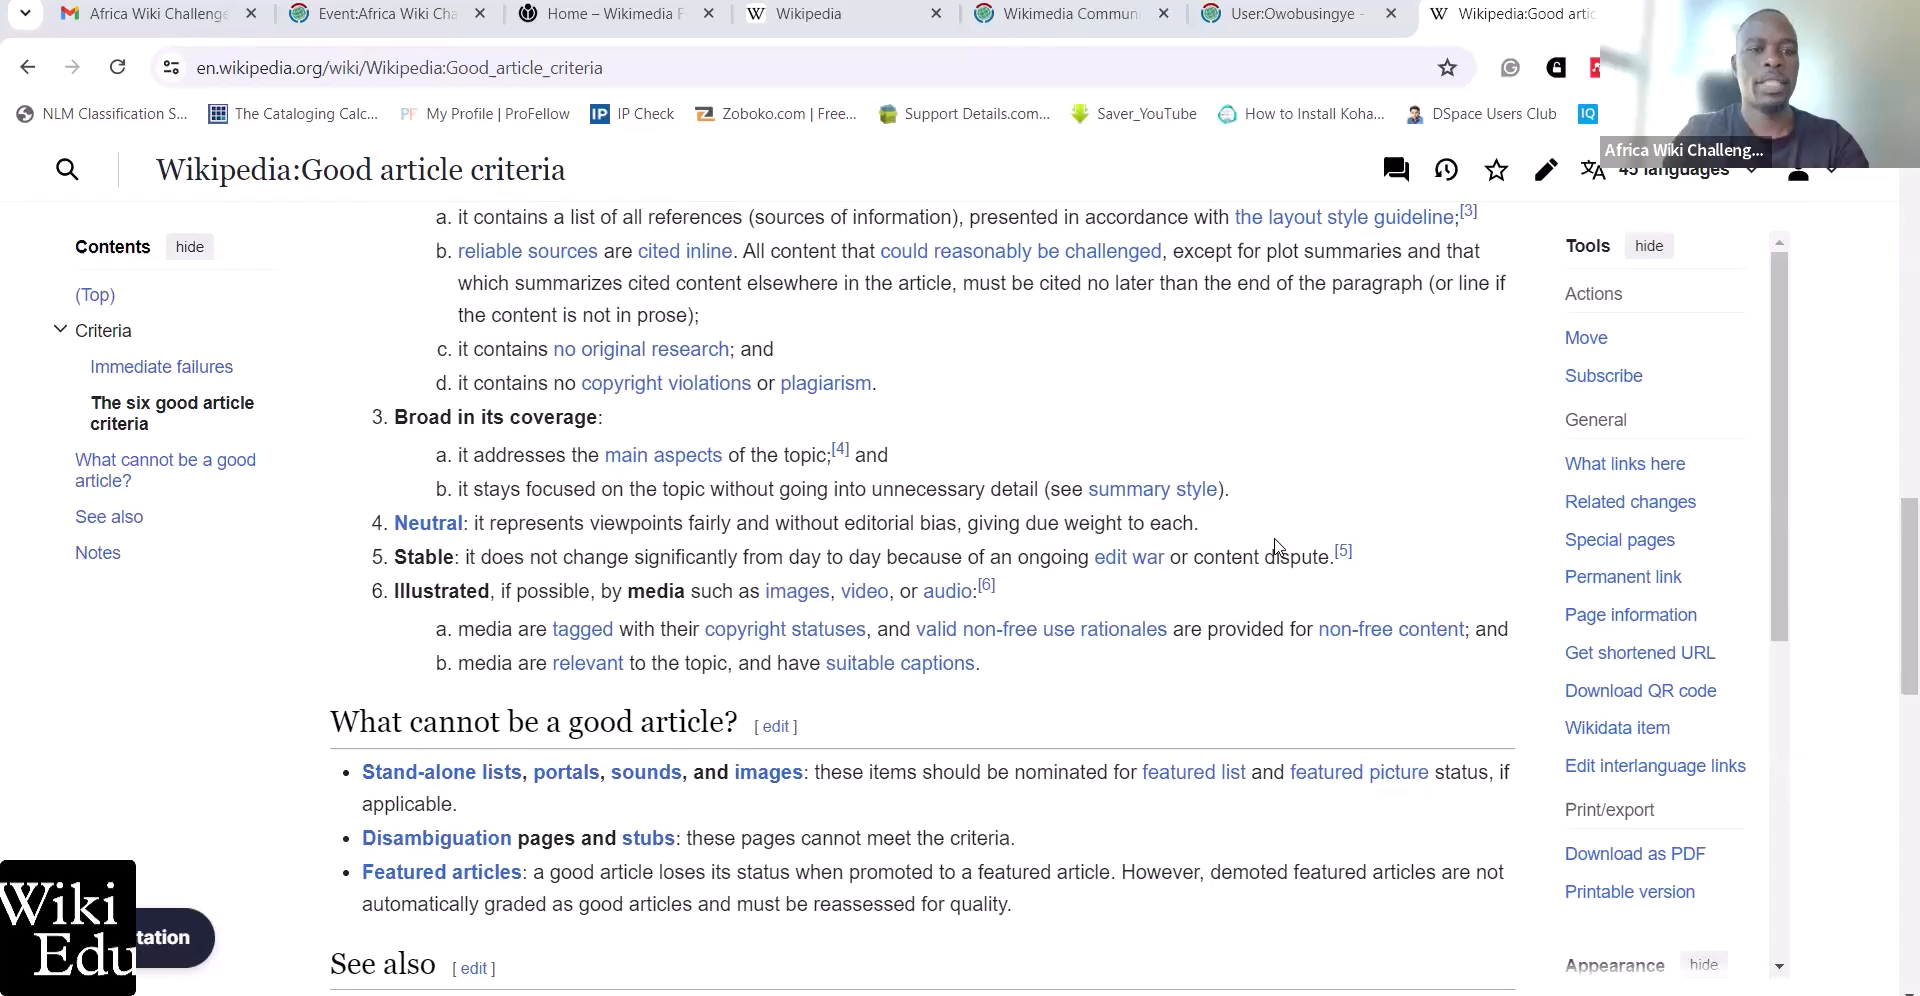 Africa Wiki Challenge
Event:Africa Wiki Cha
Home – Wikimedia F
Wikipedia
Wikimedia Commun
User:Owobusingye -
Wikipedia:Good artic
en.wikipedia.org/wiki/Wikipedia:Good_article_criteria
NLM Classification S...
The Cataloging Calc...
PF My Profile | ProFellow
IP IP Check
Zoboko.com | Free...
Support Details.com...
Saver_YouTube
How to Install Koha...
DSpace Users Club
IQ
Africa Wiki Challeng...
Wikipedia:Good article criteria
45 languages
Contents hide
(Top)
Criteria
Immediate failures
The six good article
criteria
What cannot be a good
article?
See also
Notes
a. it contains a list of all references (sources of information), presented in accordance with the layout style guideline;[3]
b. reliable sources are cited inline. All content that could reasonably be challenged, except for plot summaries and that
which summarizes cited content elsewhere in the article, must be cited no later than the end of the paragraph (or line if
the content is not in prose);
c. it contains no original research; and
d. it contains no copyright violations or plagiarism.
3. Broad in its coverage:
a. it addresses the main aspects of the topic;[4] and
b. it stays focused on the topic without going into unnecessary detail (see summary style).
4. Neutral: it represents viewpoints fairly and without editorial bias, giving due weight to each.
5. Stable: it does not change significantly from day to day because of an ongoing edit war or content dispute.[5]
6. Illustrated, if possible, by media such as images, video, or audio:[6]
a. media are tagged with their copyright statuses, and valid non-free use rationales are provided for non-free content; and
b. media are relevant to the topic, and have suitable captions.
What cannot be a good article? [ edit ]
• Stand-alone lists, portals, sounds, and images: these items should be nominated for featured list and featured picture status, if
applicable.
• Disambiguation pages and stubs: these pages cannot meet the criteria.
• Featured articles: a good article loses its status when promoted to a featured article. However, demoted featured articles are not
automatically graded as good articles and must be reassessed for quality.
See also [ edit ]
Tools hide
Actions
Move
Subscribe
General
What links here
Related changes
Special pages
Permanent link
Page information
Get shortened URL
Download QR code
Wikidata item
Edit interlanguage links
Print/export
Download as PDF
Printable version
Appearance hide
Wiki
Edu
tation